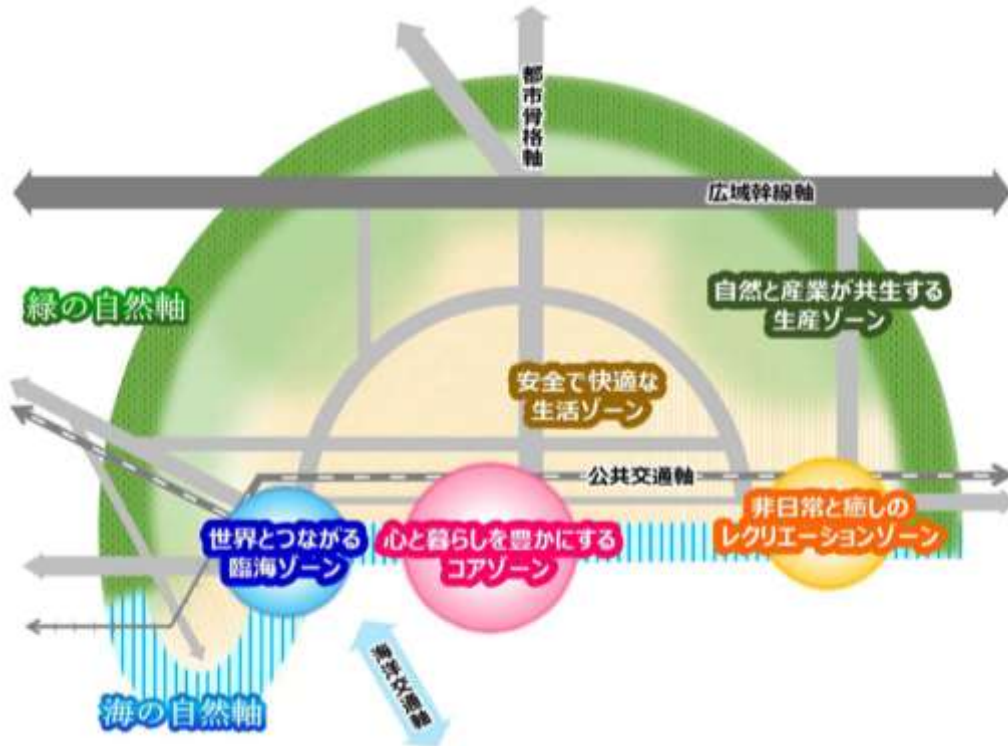 都市骨格軸
広域幹線軸
緑の自然軸
自然と産業が共生する
生産ゾーン
安全で快適な
生活ゾーン
公共交通軸
世界とつながる
臨海ゾーン
心と暮らしを豊かにする
コアゾーン
非日常と癒しの
レクリエーションゾーン
海の自然軸
海洋交通軸